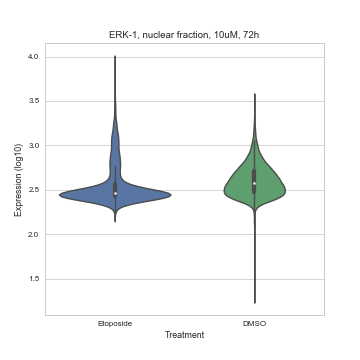 ERK-1, nuclear fraction, 10uM, 72h
4.0
3.5
3.0
2.5
2.0
1.5
Expression (log10)
Etoposide
DMSO
Treatment